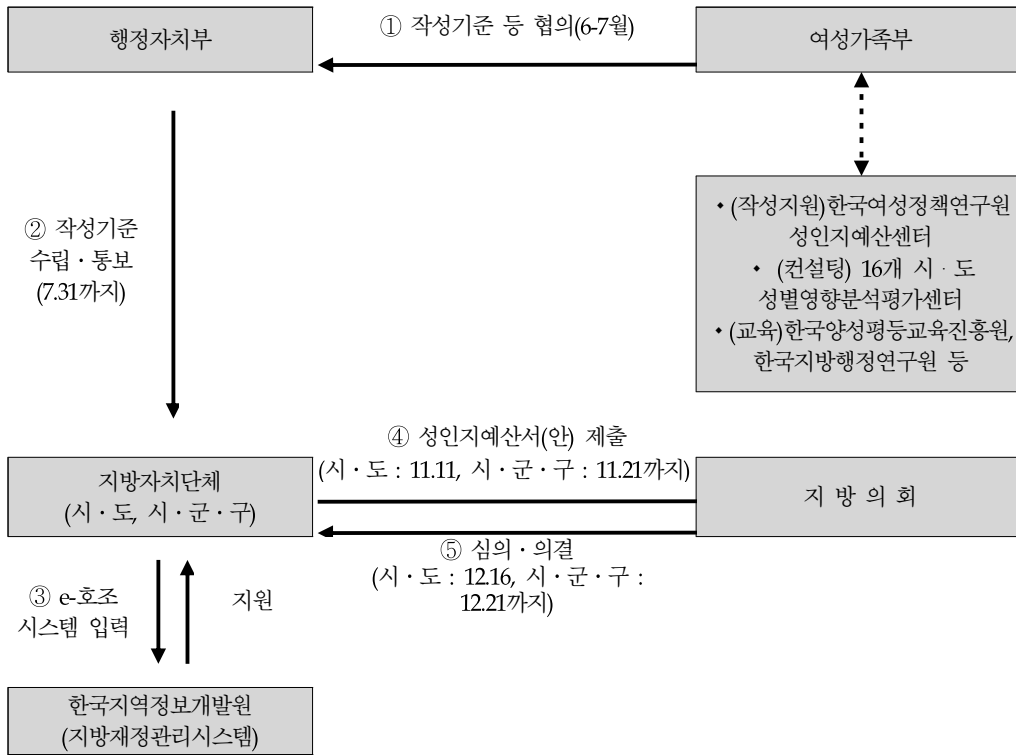 행정자치부
① 작성기준 등 협의(6-7월)
여성가족부
② 작성기준
수립·통보
(7.31까지)
◆ (작성지원)한국여성정책연구원
성인지예산센터
◆ (컨설팅) 16개 시·도
성별영향분석평가센터
◆ (교육)한국양성평등교육진흥원,
한국지방행정연구원 등
지방자치단체
(시·도, 시·군·구)
④ 성인지예산서(안) 제출
(시·도 : 11.11, 시·군·구 : 11.21까지)
지 방 의 회
⑤ 심의·의결
(시·도 : 12.16, 시·군·구 :
12.21까지)
③ e-호조
시스템 입력
지원
한국지역정보개발원
(지방재정관리시스템)